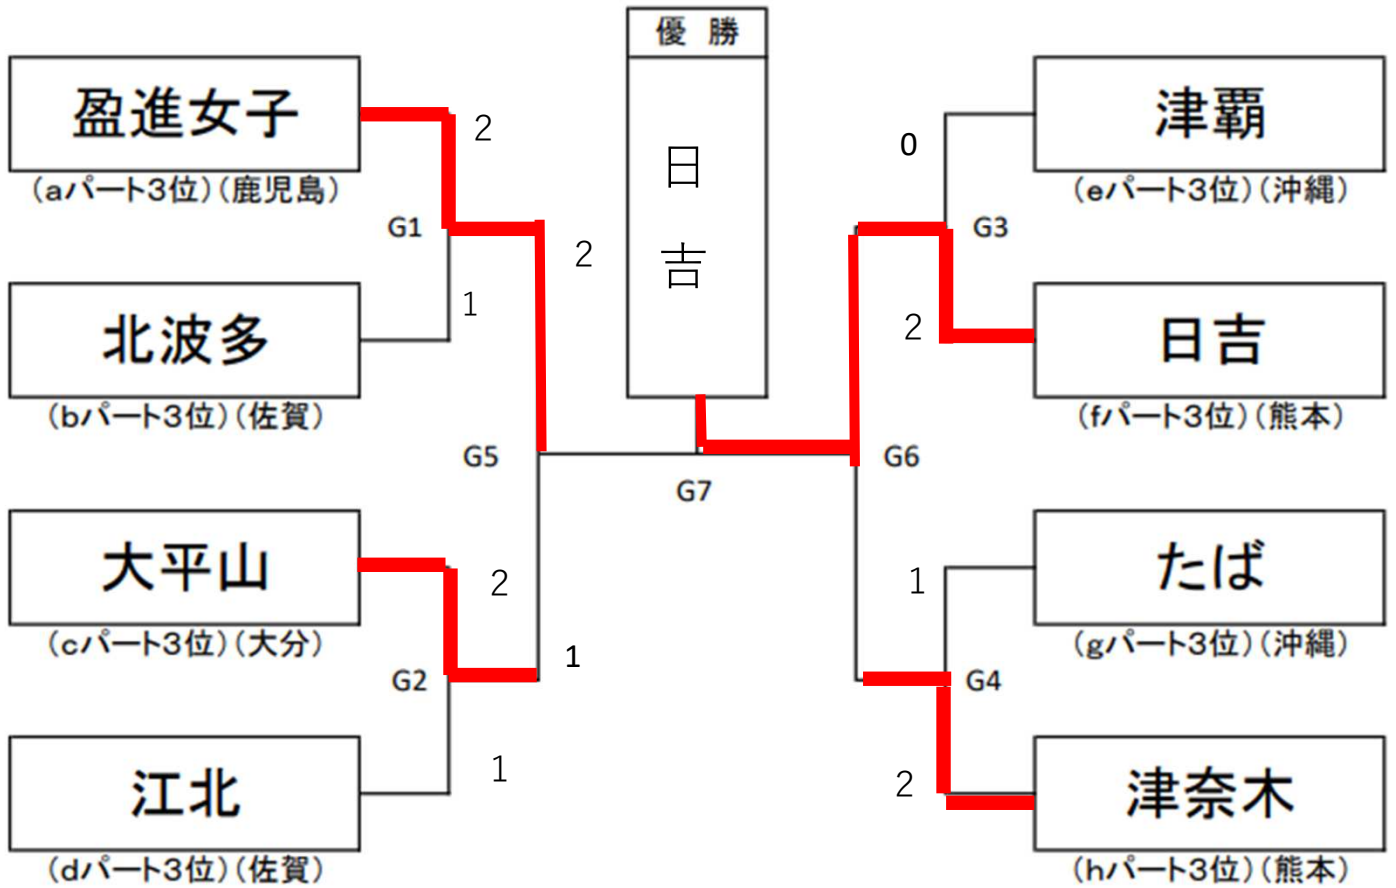 優 勝
日
吉
盈進女子
(aパート3位)(鹿児島)
2
G1
1
北波多
(bパート3位)(佐賀)
2
G5
大平山
(cパート3位)(大分)
2
G2
1
1
江北
(dパート3位)(佐賀)
G7
津覇
(eパート3位)(沖縄)
0
G3
2
日吉
(fパート3位)(熊本)
G6
たば
(gパート3位)(沖縄)
1
G4
2
津奈木
(hパート3位)(熊本)